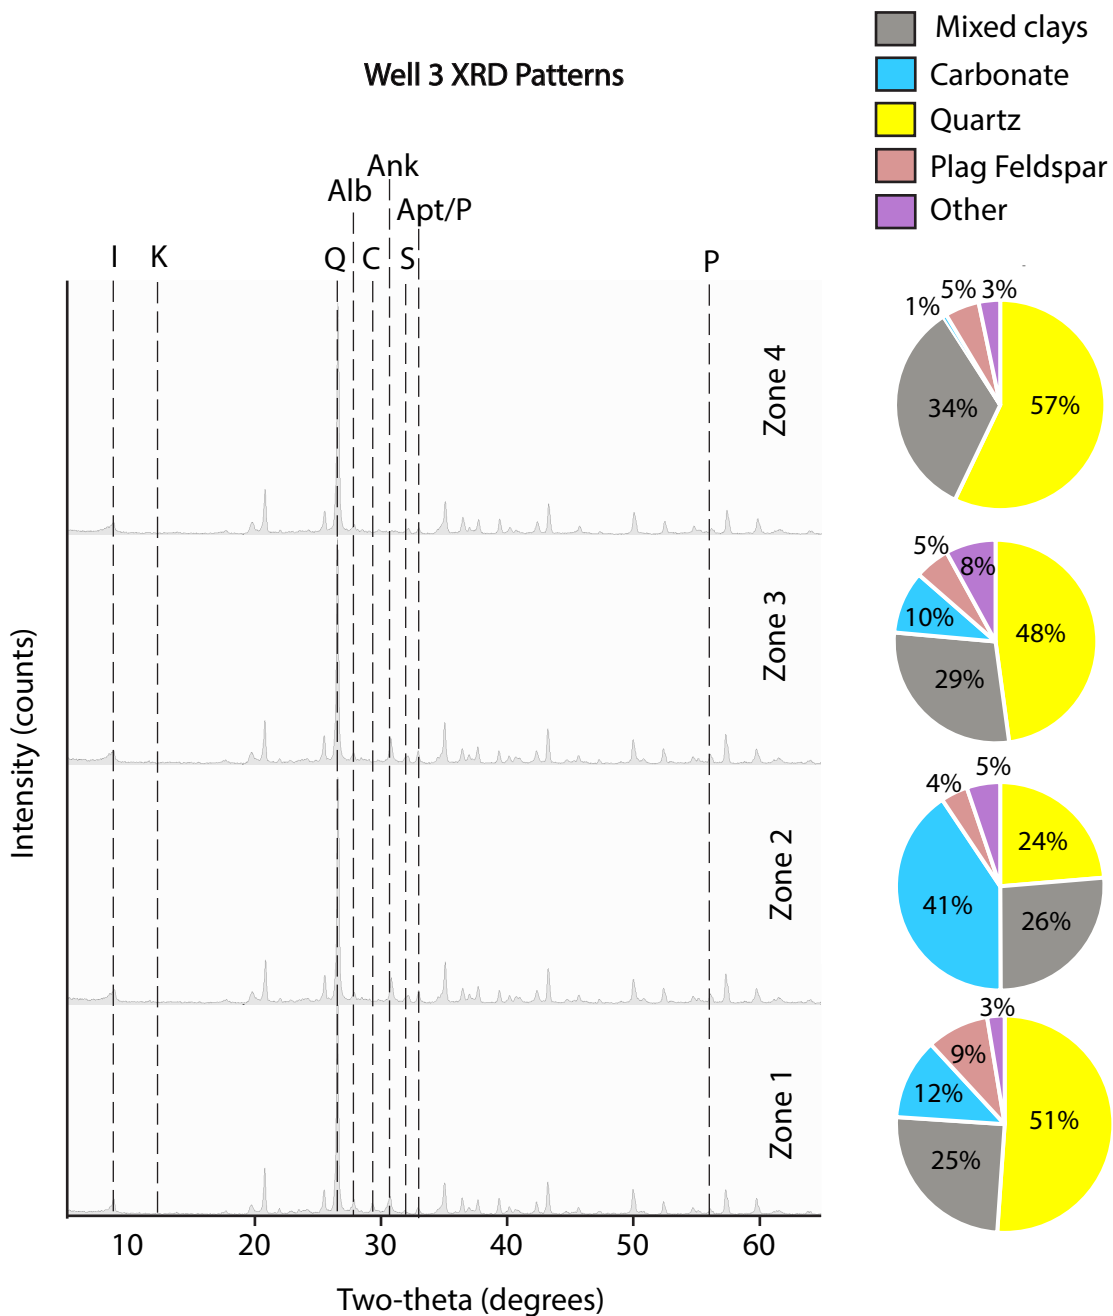 Mixed clays
Carbonate
Quartz
Plag Feldspar
Other
Well 3 XRD Patterns
Ank
Alb
Apt/P
I K Q C S P
Zone 4
Zone 3
Zone 2
Zone 1
Intensity (counts)
10 20 30 40 50 60
Two-theta (degrees)
1% 5% 3%
34% 57%
5% 8%
10% 48%
29%
4% 5%
24%
41% 26%
3%
9%
12% 51%
25%